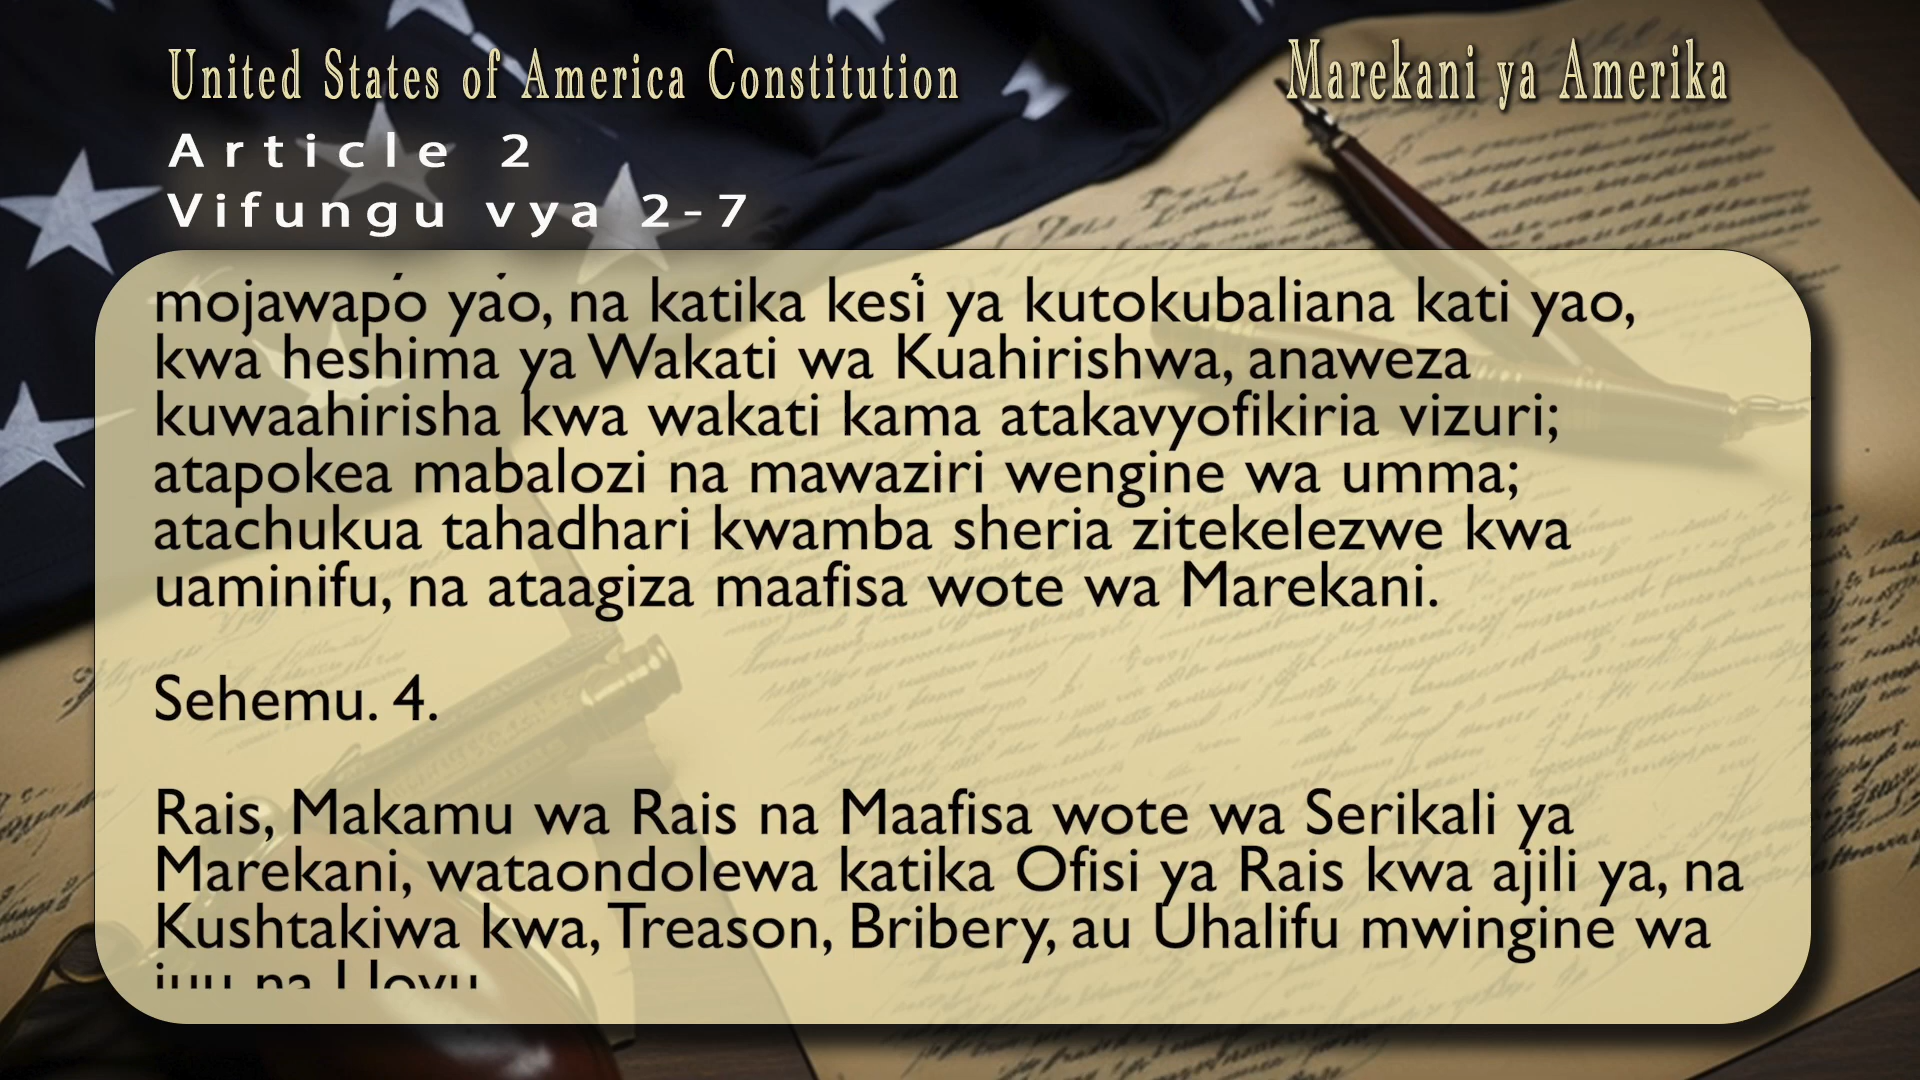 United States of America Constitution
Marekani ya Amerika
Article 2
Vifungu vya 2-7
mojawapo yao, na katika kesi ya kutokubaliana kati yao,
kwa heshima ya Wakati wa Kuahirishwa, anaweza
kuwaahirisha kwa wakati kama atakavyofikiria vizuri;
atapokea mabalozi na mawaziri wengine wa umma;
atachukua tahadhari kwamba sheria zitekelezwe kwa
uaminifu, na ataagiza maafisa wote wa Marekani.
Sehemu. 4.
Rais, Makamu wa Rais na Maafisa wote wa Serikali ya
Marekani, wataondolewa katika Ofisi ya Rais kwa ajili ya, na
Kushtakiwa kwa, Treason, Bribery, au Uhalifu mwingine wa
juu na